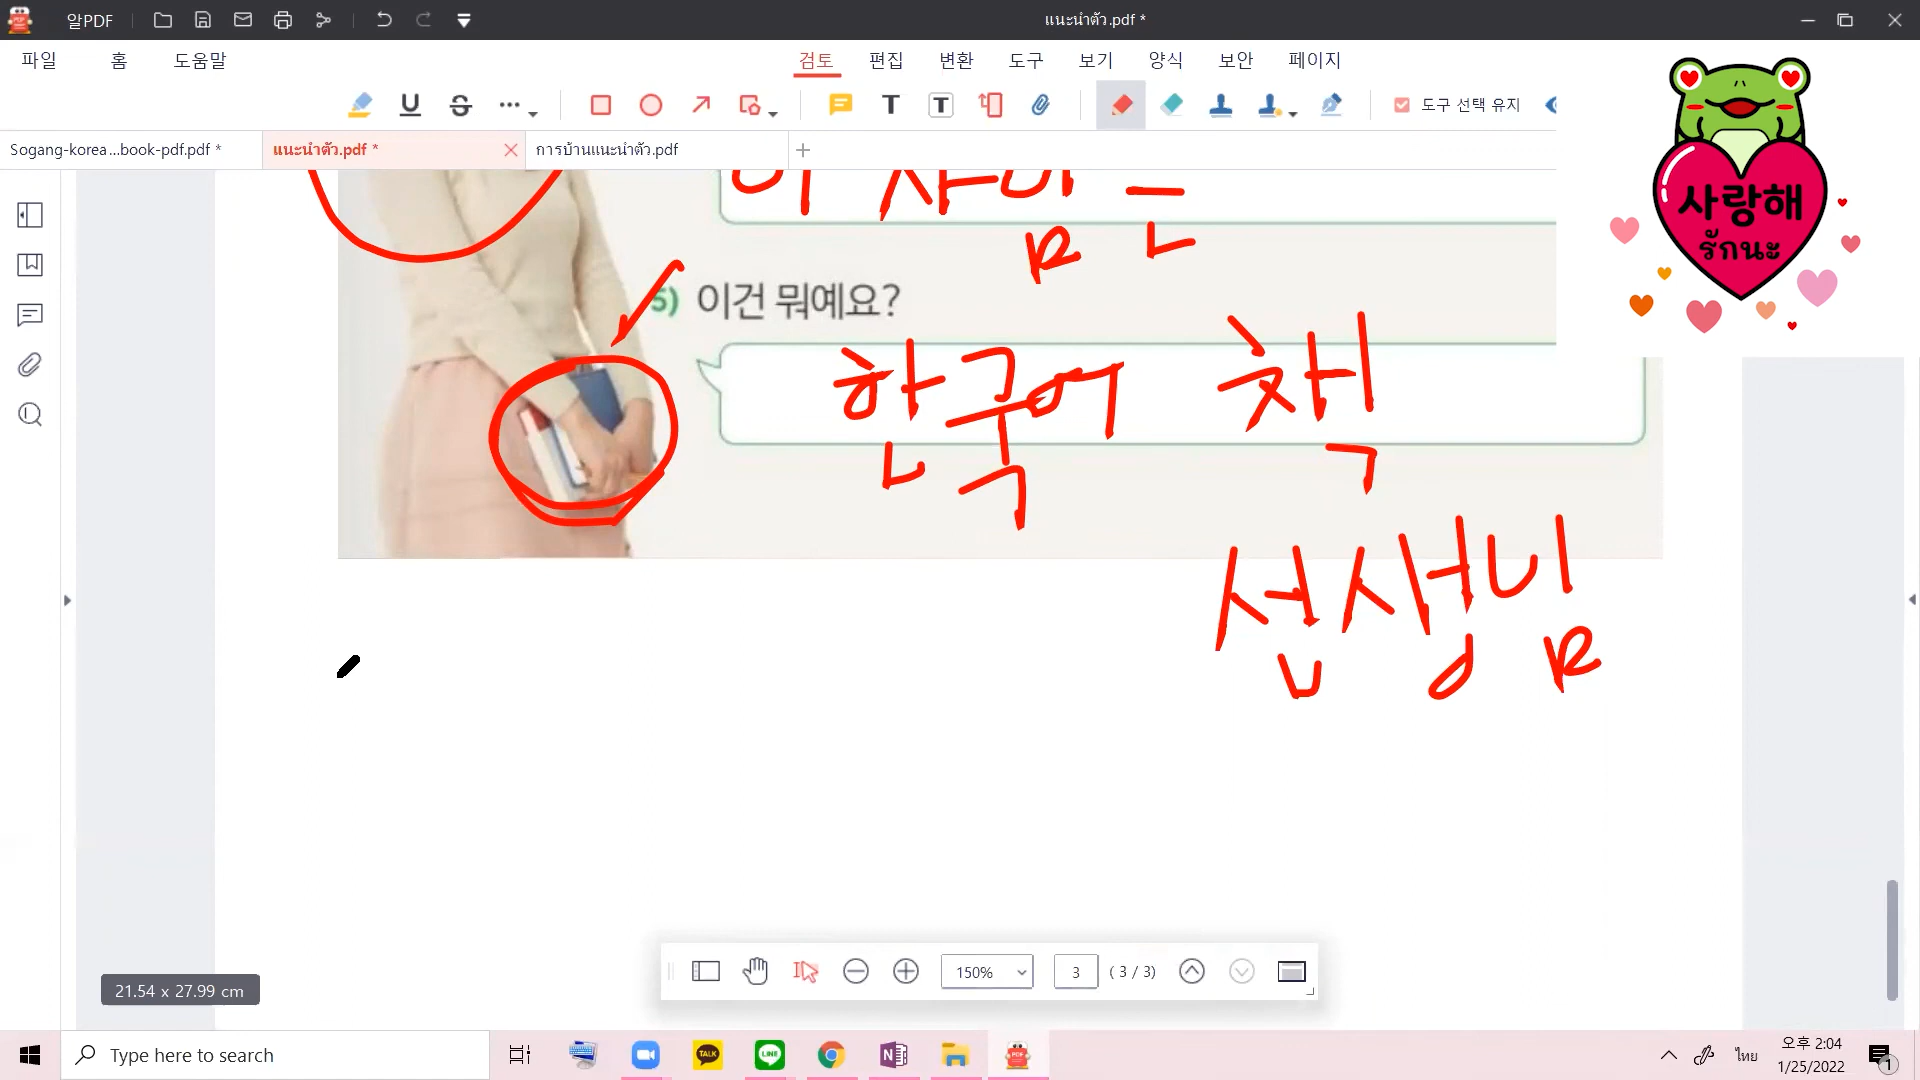 알PDF
แนะนำตัว.pdf *
파일 홈 도움말 검토 편집 변환 도구 보기 양식 보안 페이지
도구 선택 유지
Sogang-korea...book-pdf.pdf *
แนะนำตัว.pdf *
การบ้านแนะนำตัว.pdf
사랑해
รักนะ
5) 이건 뭐예요?
한국어 책
선생님
21.54 x 27.99 cm
150%
3
( 3 / 3 )
Type here to search
TALK
LINE
N
PDF
ไทย
오후 2:04
1/25/2022
1